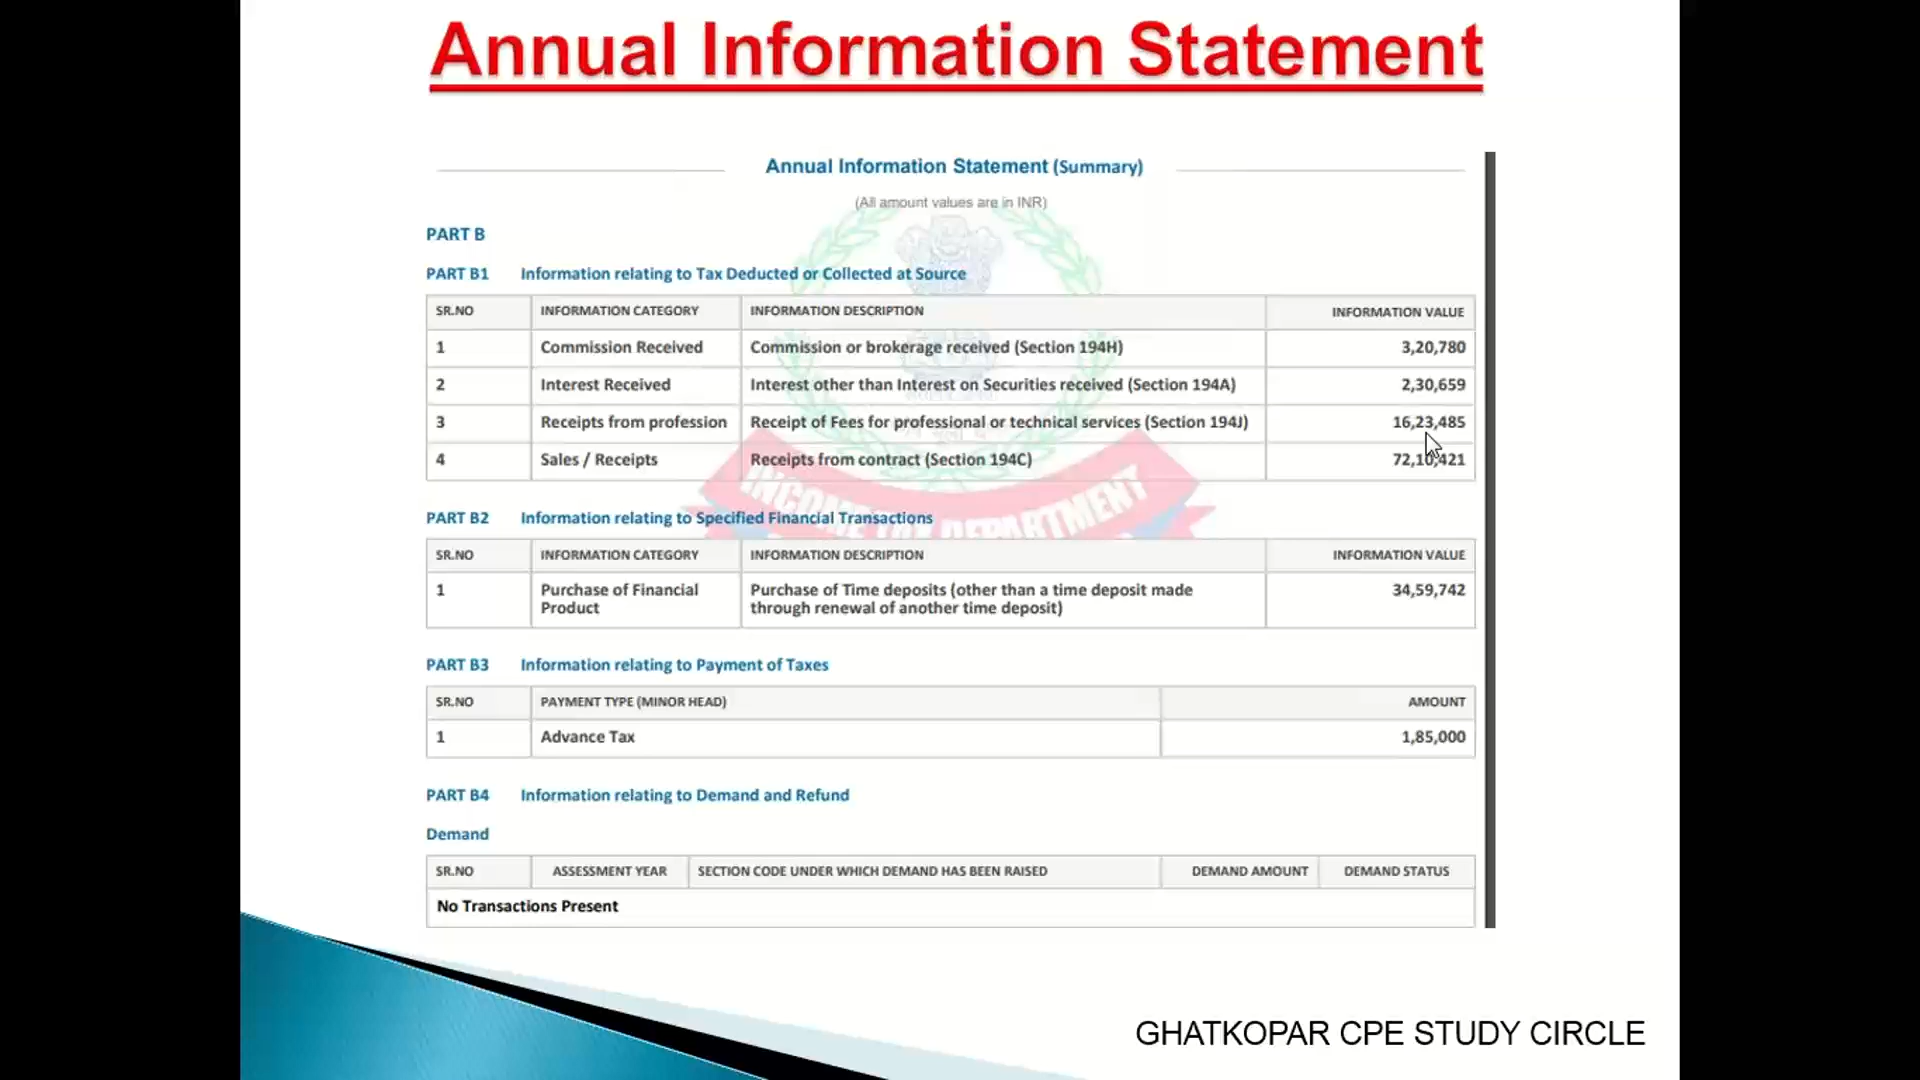 Annual Information Statement
Annual Information Statement (Summary)
(All amount values are in INR)
PART B
PART B1 Information relating to Tax Deducted or Collected at Source
SR.NO INFORMATION CATEGORY INFORMATION DESCRIPTION INFORMATION VALUE
1 Commission Received Commission or brokerage received (Section 194H) 3,20,780
2 Interest Received Interest other than Interest on Securities received (Section 194A) 2,30,659
3 Receipts from profession Receipt of Fees for professional or technical services (Section 194J) 16,23,485
4 Sales / Receipts Receipts from contract (Section 194C) 72,10,421
INCOME TAX DEPARTMENT
PART B2 Information relating to Specified Financial Transactions
SR.NO INFORMATION CATEGORY INFORMATION DESCRIPTION INFORMATION VALUE
1 Purchase of Financial Purchase of Time deposits (other than a time deposit made 34,59,742
Product through renewal of another time deposit)
PART B3 Information relating to Payment of Taxes
SR.NO PAYMENT TYPE (MINOR HEAD) AMOUNT
1 Advance Tax 1,85,000
PART B4 Information relating to Demand and Refund
Demand
SR.NO ASSESSMENT YEAR SECTION CODE UNDER WHICH DEMAND HAS BEEN RAISED DEMAND AMOUNT DEMAND STATUS
No Transactions Present
GHATKOPAR CPE STUDY CIRCLE